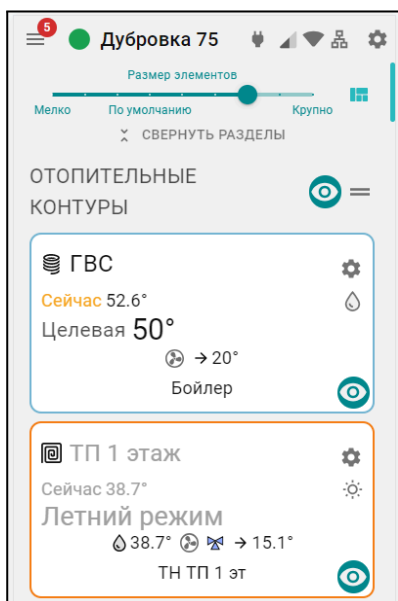 5
Дубровка 75
Размер элементов
Мелко По умолчанию Крупно
СВЕРНУТЬ РАЗДЕЛЫ
ОТОПИТЕЛЬНЫЕ
КОНТУРЫ
ГВС
Сейчас 52.6°
Целевая 50°
→ 20°
Бойлер
ТП 1 этаж
Сейчас 38.7°
Летний режим
38.7° → 15.1°
ТН ТП 1 эт